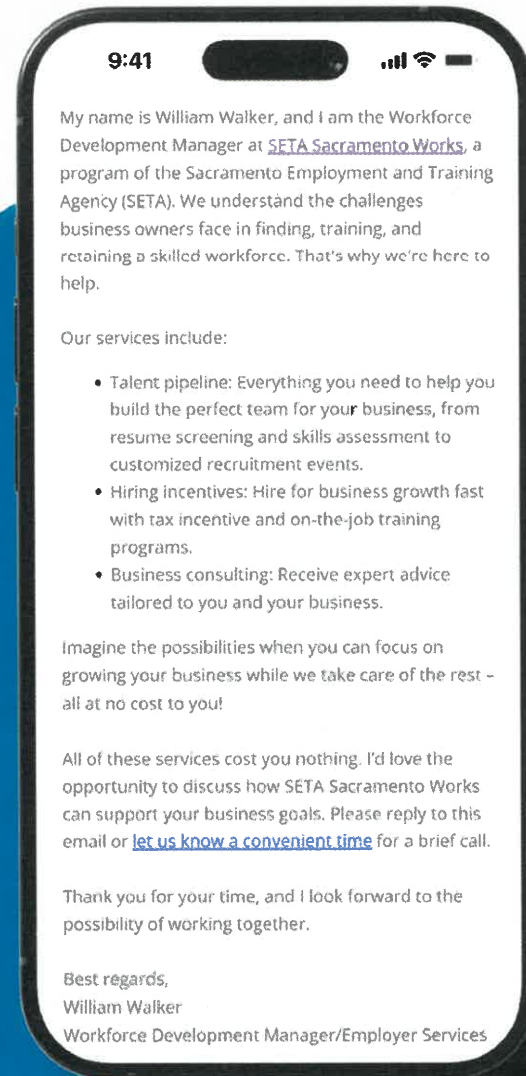 9:41
My name is William Walker, and I am the Workforce
Development Manager at SETA Sacramento Works, a
program of the Sacramento Employment and Training
Agency (SETA). We understand the challenges
business owners face in finding, training, and
retaining a skilled workforce. That's why we're here to
help.
Our services include:
• Talent pipeline: Everything you need to help you
build the perfect team for your business, from
resume screening and skills assessment to
customized recruitment events.
• Hiring incentives: Hire for business growth fast
with tax incentive and on-the-job training
programs.
• Business consulting: Receive expert advice
tailored to you and your business.
Imagine the possibilities when you can focus on
growing your business while we take care of the rest –
all at no cost to you!
All of these services cost you nothing. I'd love the
opportunity to discuss how SETA Sacramento Works
can support your business goals. Please reply to this
email or let us know a convenient time for a brief call.
Thank you for your time, and I look forward to the
possibility of working together.
Best regards,
William Walker
Workforce Development Manager/Employer Services